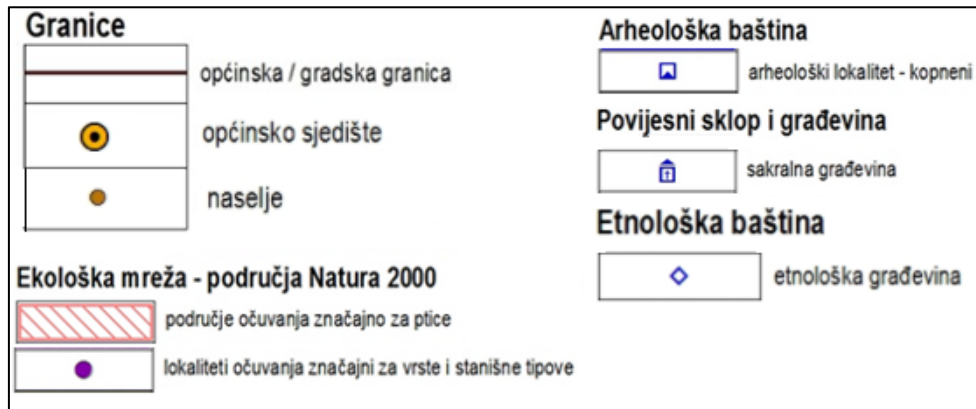 Granice
općinska / gradska granica
općinsko sjedište
naselje
Ekološka mreža - područja Natura 2000
područje očuvanja značajno za ptice
lokaliteti očuvanja značajni za vrste i stanišne tipove
Arheološka baština
arheološki lokalitet - kopneni
Povijesni sklop i građevina
sakralna građevina
Etnološka baština
etnološka građevina